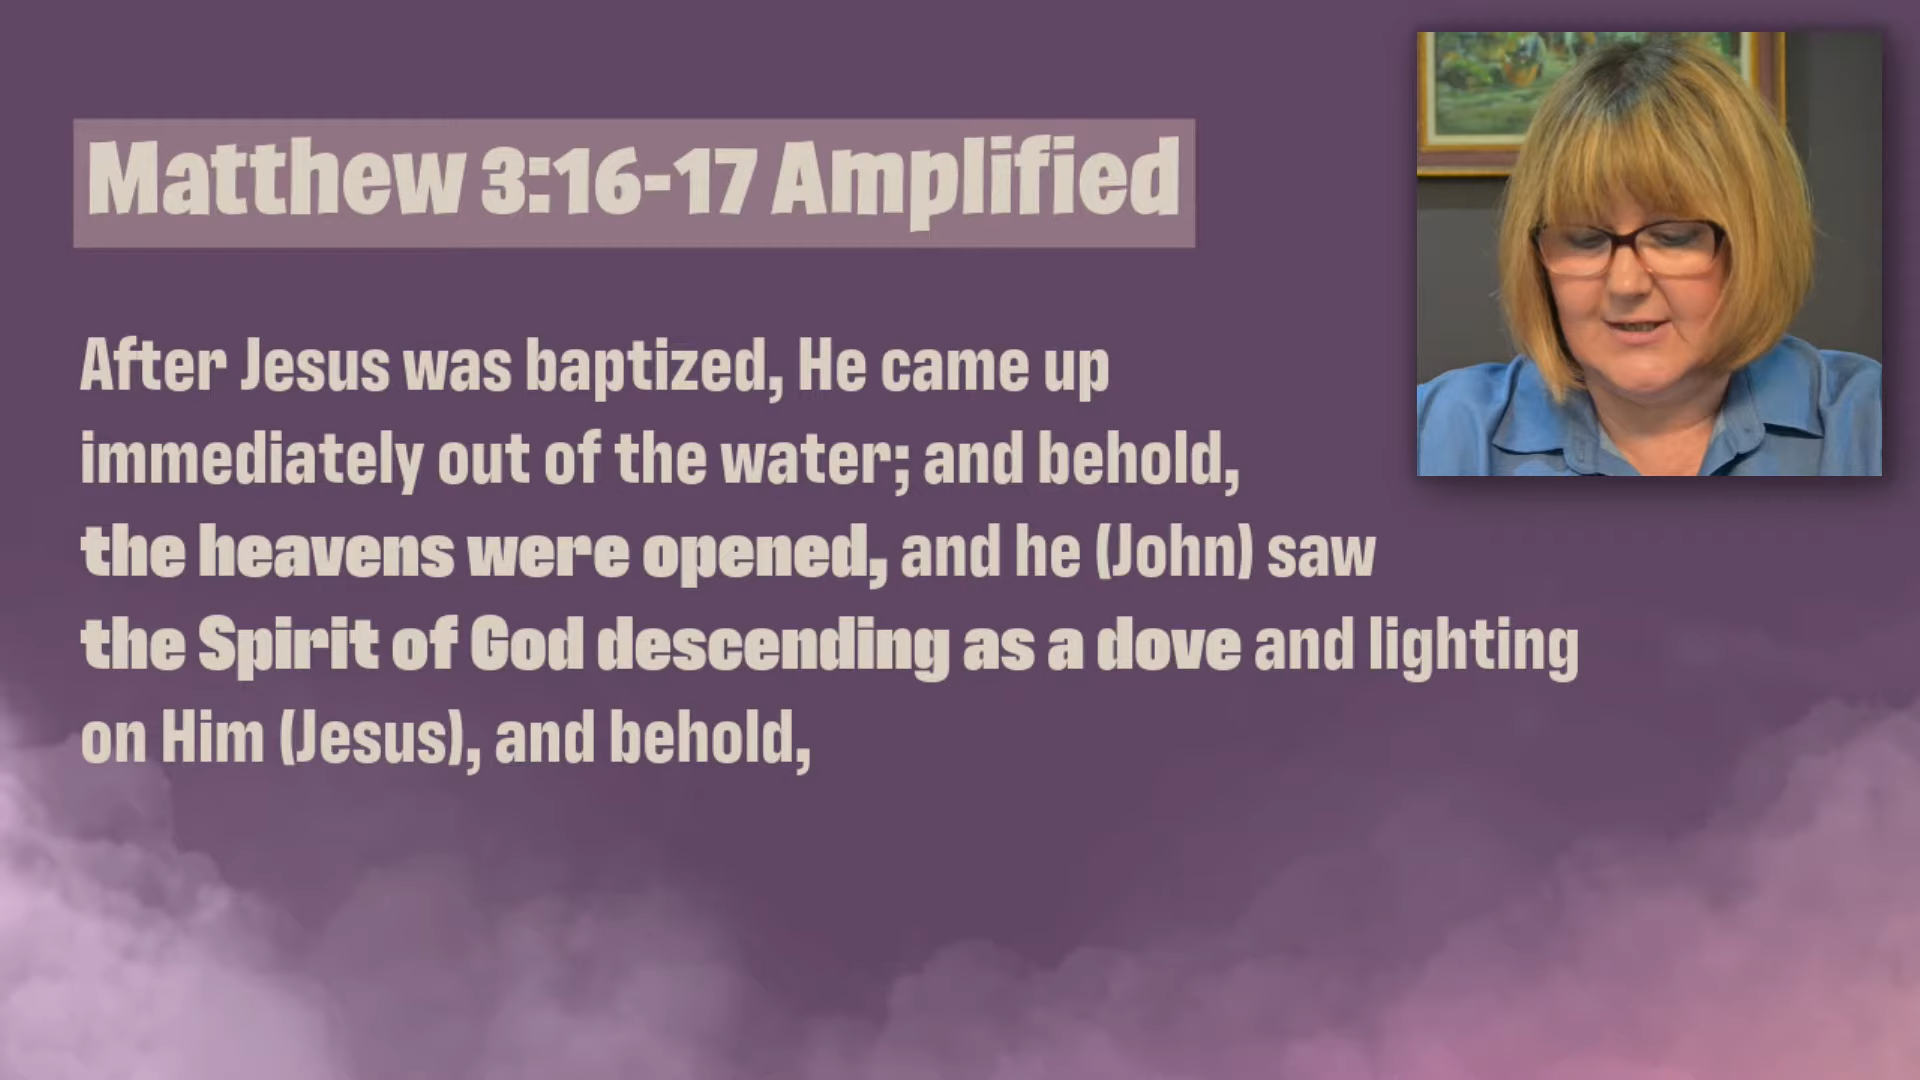 Matthew 3:16-17 Amplified
After Jesus was baptized, He came up
immediately out of the water; and behold,
the heavens were opened, and he (John) saw
the Spirit of God descending as a dove and lighting
on Him (Jesus), and behold,